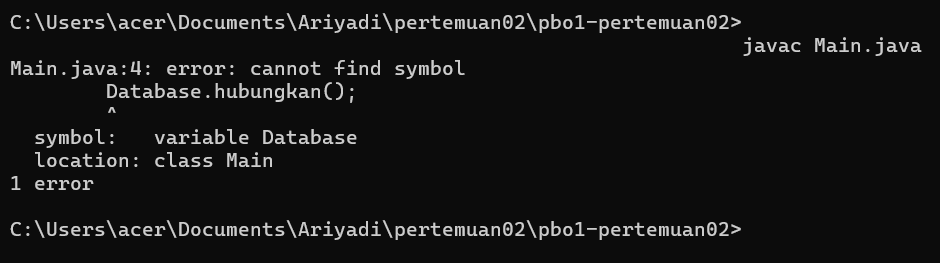 C:\Users\acer\Documents\Ariyadi\pertemuan02\pbo1-pertemuan02>
javac Main.java
Main.java:4: error: cannot find symbol
        Database.hubungkan();
        ^
  symbol:   variable Database
  location: class Main
1 error
C:\Users\acer\Documents\Ariyadi\pertemuan02\pbo1-pertemuan02>